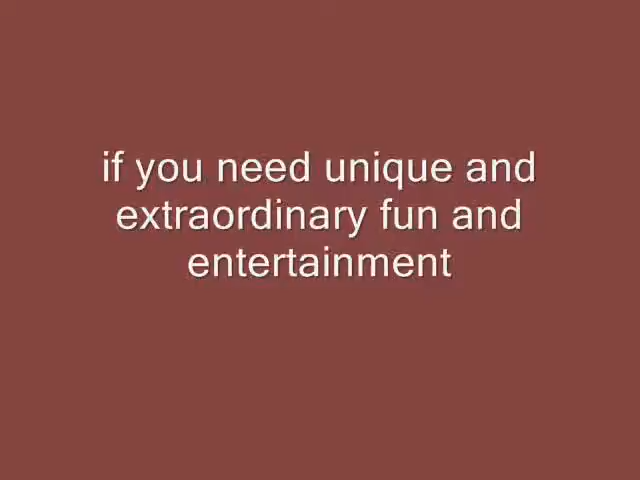 if you need unique and
extraordinary fun and
entertainment